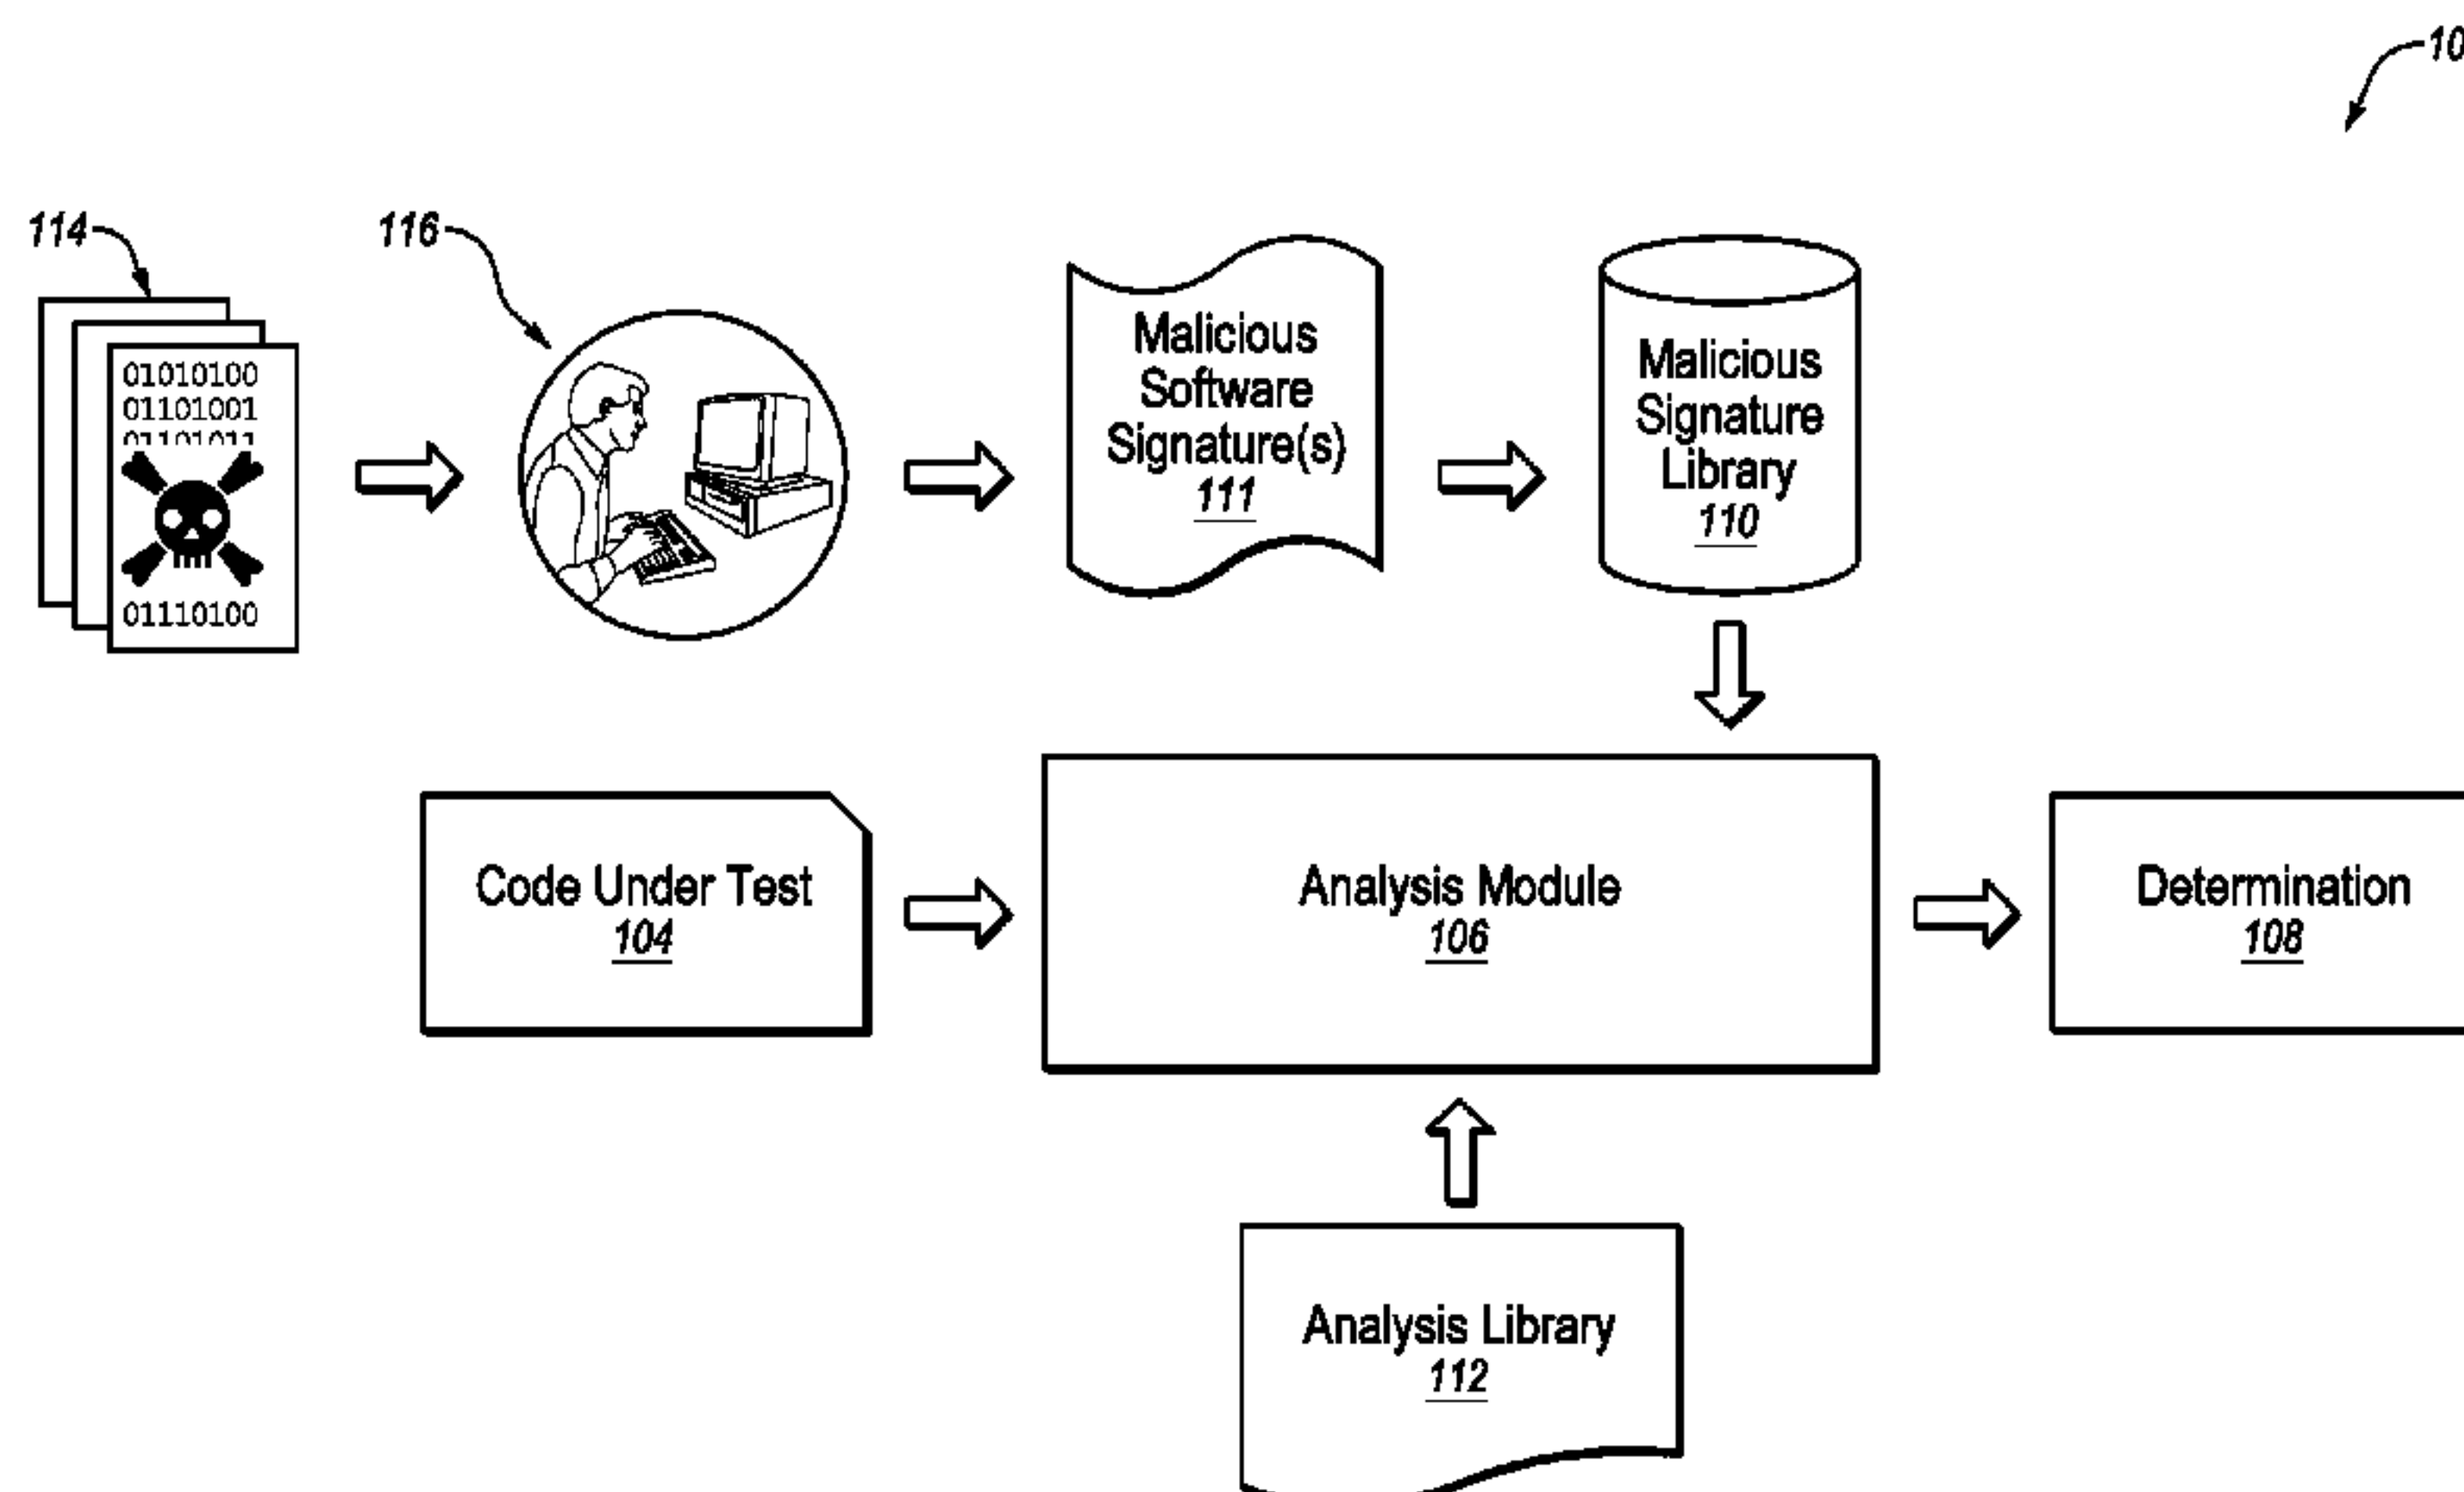 10
114
116
01010100
01101001
01101011
01110100
Malicious
Software
Signature(s)
111
Malicious
Signature
Library
110
Code Under Test
104
Analysis Module
106
Determination
108
Analysis Library
112